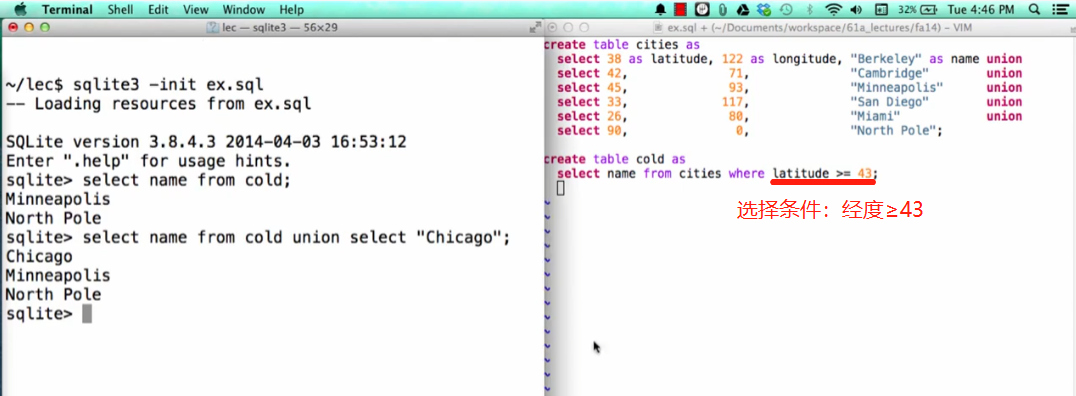 Terminal Shell Edit View Window Help 32% Tue 4:46 PM
lec — sqlite3 — 56×29
~/lec$ sqlite3 -init ex.sql
-- Loading resources from ex.sql
SQLite version 3.8.4.3 2014-04-03 16:53:12
Enter ".help" for usage hints.
sqlite> select name from cold;
Minneapolis
North Pole
sqlite> select name from cold union select "Chicago";
Chicago
Minneapolis
North Pole
sqlite>
ex.sql + (~/Documents/workspace/61a_lectures/fa14) – VIM
create table cities as
select 38 as latitude, 122 as longitude, "Berkeley" as name union
select 42, 71, "Cambridge" union
select 45, 93, "Minneapolis" union
select 33, 117, "San Diego" union
select 26, 80, "Miami" union
select 90, 0, "North Pole";
create table cold as
select name from cities where latitude >= 43;
选择条件：经度≥43
~
~
~
~
~
~
~
~
~
~
~